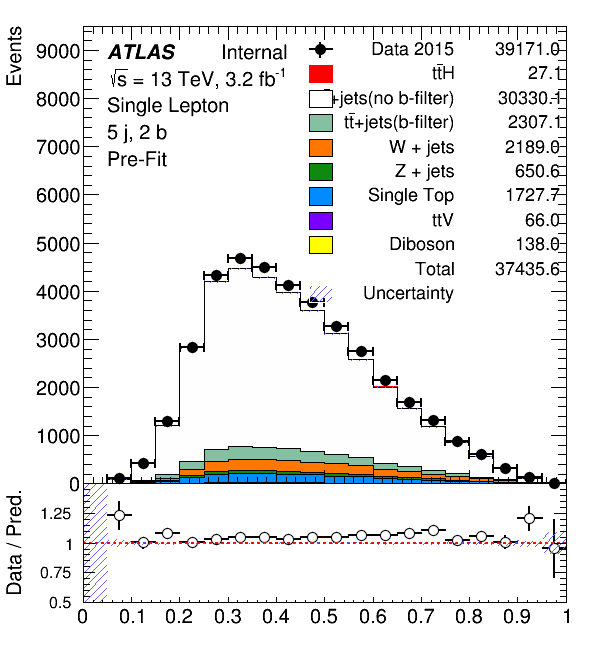 Events
9000
8000
7000
6000
5000
4000
3000
2000
1000
0
ATLAS Internal
√s = 13 TeV, 3.2 fb⁻¹
Single Lepton
5 j, 2 b
Pre-Fit
Data 2015 39171.0
tt̄H 27.1
+jets(no b-filter) 30330.1
tt̄+jets(b-filter) 2307.1
W + jets 2189.0
Z + jets 650.6
Single Top 1727.7
ttV 66.0
Diboson 138.0
Total 37435.6
Uncertainty
Data / Pred.
1.25
1
0.75
0.5
0 0.1 0.2 0.3 0.4 0.5 0.6 0.7 0.8 0.9 1